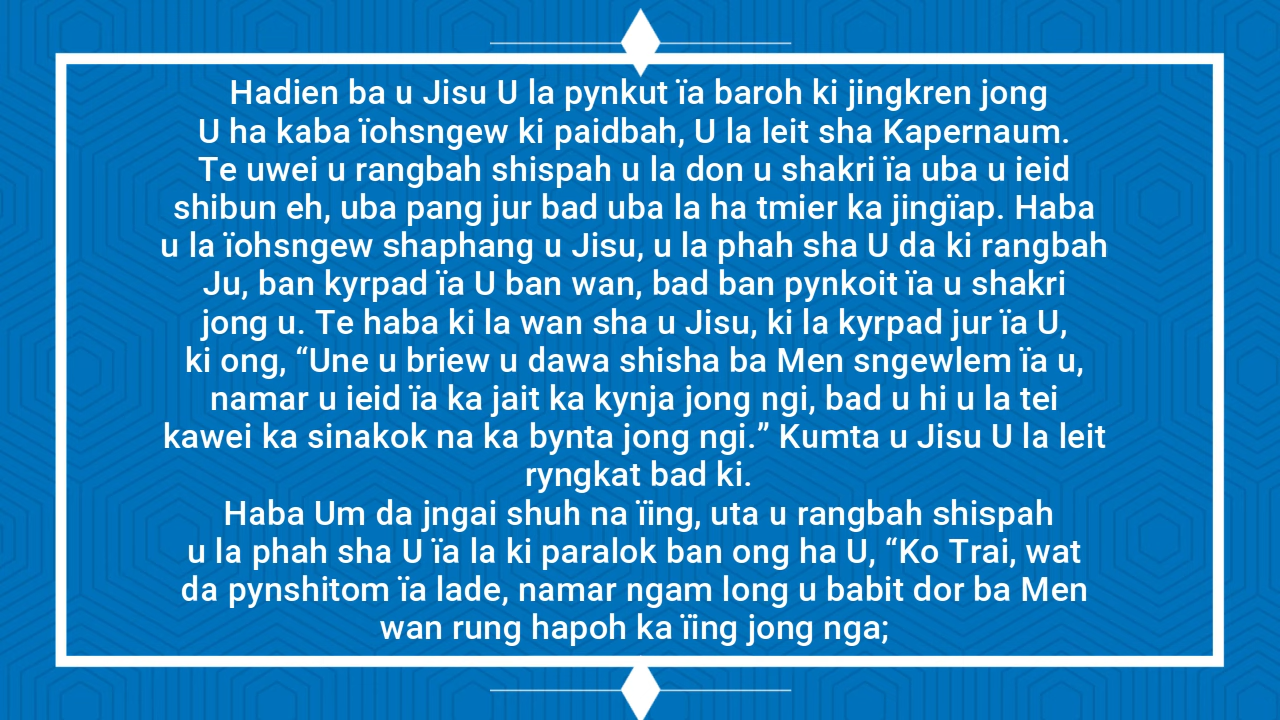 Hadien ba u Jisu U la pynkut ïa baroh ki jingkren jong
U ha kaba ïohsngew ki paidbah, U la leit sha Kapernaum.
Te uwei u rangbah shispah u la don u shakri ïa uba u ieid
shibun eh, uba pang jur bad uba la ha tmier ka jingïap. Haba
u la ïohsngew shaphang u Jisu, u la phah sha U da ki rangbah
Ju, ban kyrpad ïa U ban wan, bad ban pynkoit ïa u shakri
jong u. Te haba ki la wan sha u Jisu, ki la kyrpad jur ïa U,
ki ong, “Une u briew u dawa shisha ba Men sngewlem ïa u,
namar u ieid ïa ka jait ka kynja jong ngi, bad u hi u la tei
kawei ka sinakok na ka bynta jong ngi.” Kumta u Jisu U la leit
ryngkat bad ki.
Haba Um da jngai shuh na ïing, uta u rangbah shispah
u la phah sha U ïa la ki paralok ban ong ha U, “Ko Trai, wat
da pynshitom ïa lade, namar ngam long u babit dor ba Men
wan rung hapoh ka ïing jong nga;